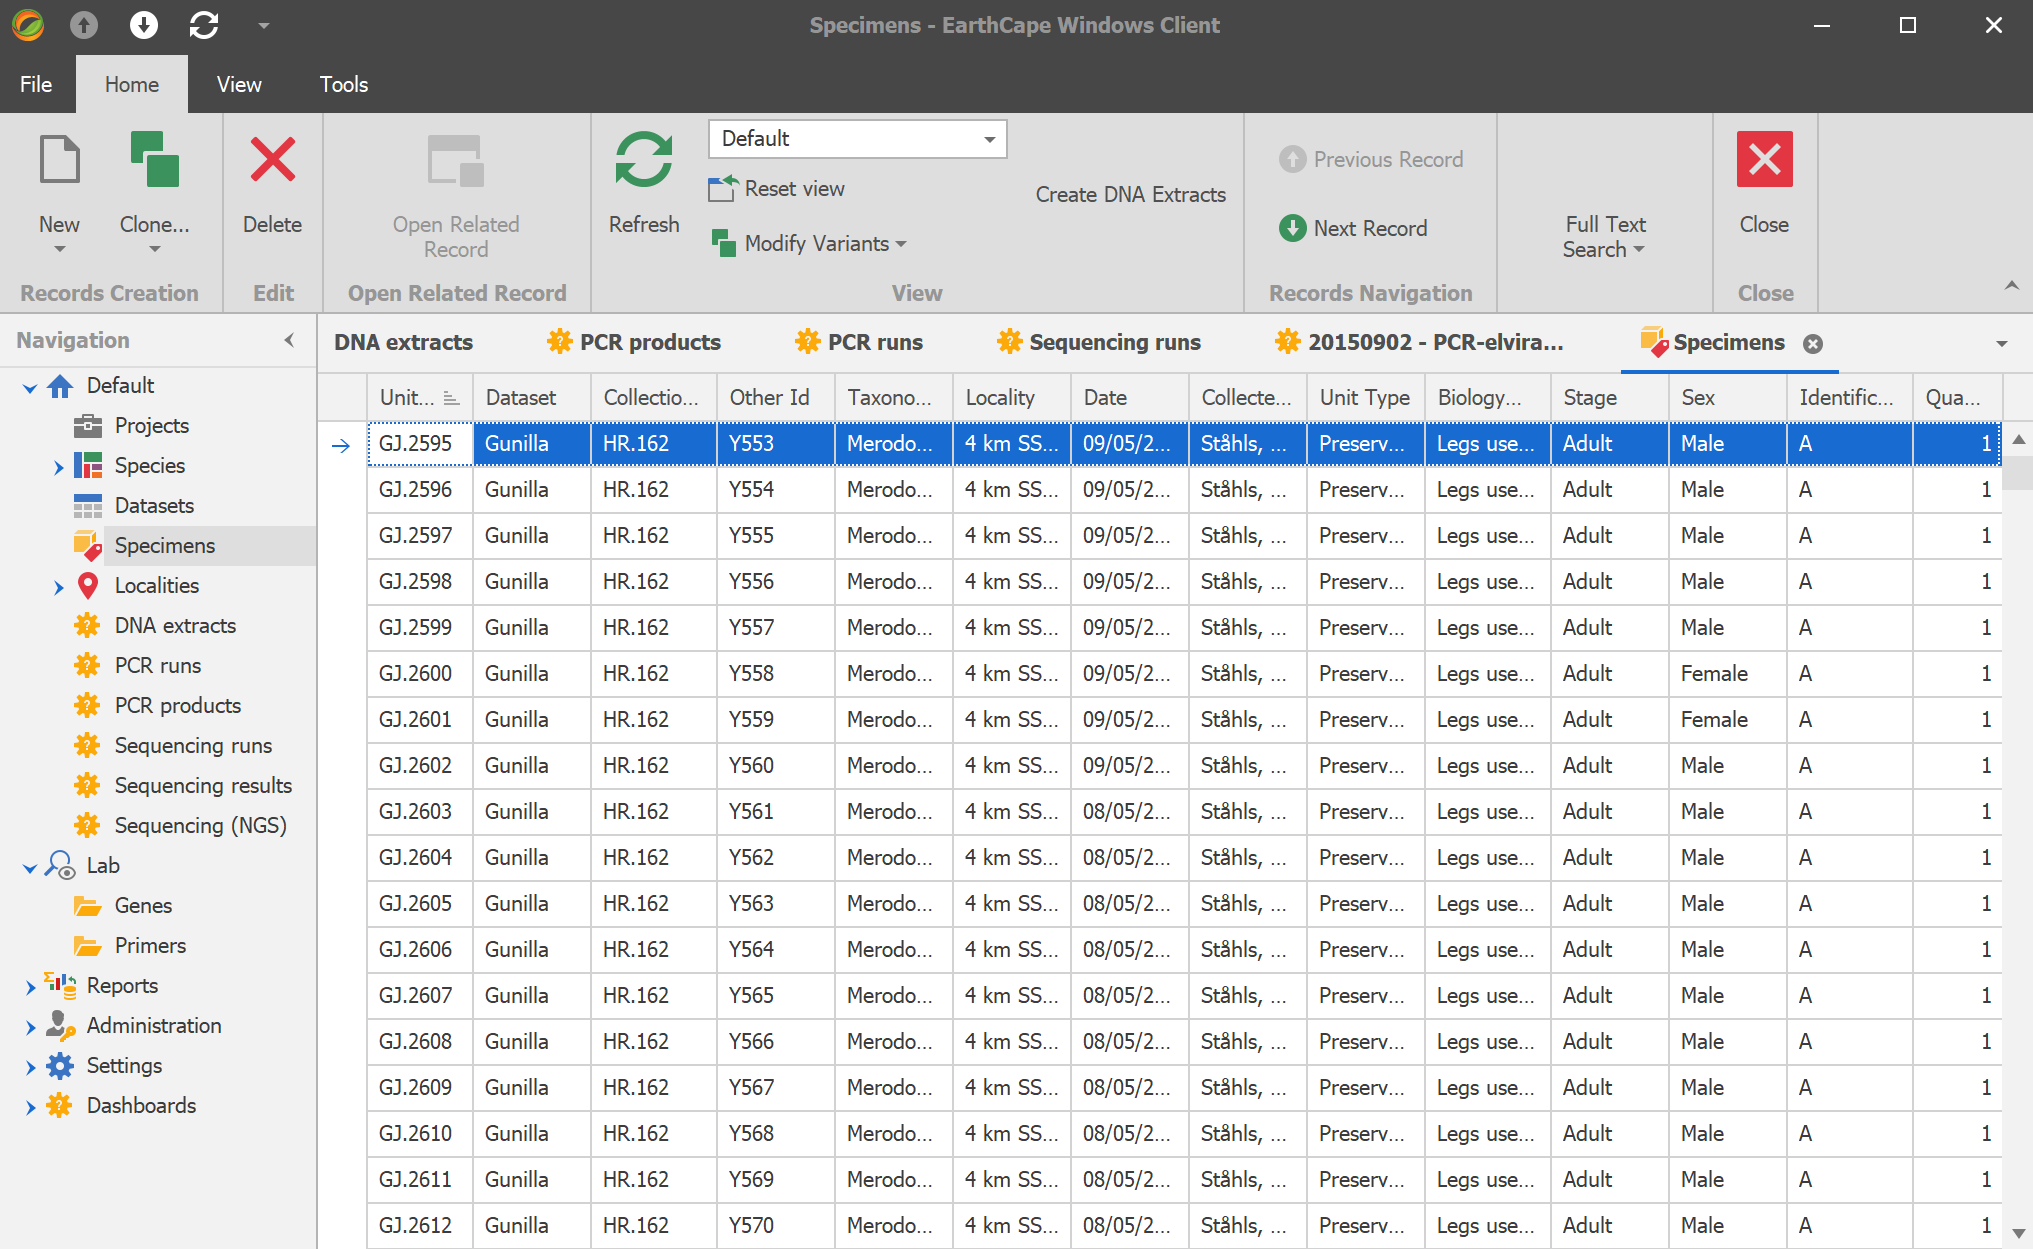 Specimens - EarthCape Windows Client
File Home View Tools
New
Clone...
Records Creation
Delete
Edit
Open Related
Record
Open Related Record
Refresh
Default
Reset view
Modify Variants
Create DNA Extracts
View
Previous Record
Next Record
Records Navigation
Full Text
Search
Close
Close
Navigation
Default
Projects
Species
Datasets
Specimens
Localities
DNA extracts
PCR runs
PCR products
Sequencing runs
Sequencing results
Sequencing (NGS)
Lab
Genes
Primers
Reports
Administration
Settings
Dashboards
DNA extracts PCR products PCR runs Sequencing runs 20150902 - PCR-elvira... Specimens
Unit... Dataset Collectio... Other Id Taxono... Locality Date Collecte... Unit Type Biology... Stage Sex Identific... Qua...
GJ.2595 Gunilla HR.162 Y553 Merodo... 4 km SS... 09/05/2... Ståhls, ... Preserv... Legs use... Adult Male A 1
GJ.2596 Gunilla HR.162 Y554 Merodo... 4 km SS... 09/05/2... Ståhls, ... Preserv... Legs use... Adult Male A 1
GJ.2597 Gunilla HR.162 Y555 Merodo... 4 km SS... 09/05/2... Ståhls, ... Preserv... Legs use... Adult Male A 1
GJ.2598 Gunilla HR.162 Y556 Merodo... 4 km SS... 09/05/2... Ståhls, ... Preserv... Legs use... Adult Male A 1
GJ.2599 Gunilla HR.162 Y557 Merodo... 4 km SS... 09/05/2... Ståhls, ... Preserv... Legs use... Adult Male A 1
GJ.2600 Gunilla HR.162 Y558 Merodo... 4 km SS... 09/05/2... Ståhls, ... Preserv... Legs use... Adult Female A 1
GJ.2601 Gunilla HR.162 Y559 Merodo... 4 km SS... 09/05/2... Ståhls, ... Preserv... Legs use... Adult Female A 1
GJ.2602 Gunilla HR.162 Y560 Merodo... 4 km SS... 09/05/2... Ståhls, ... Preserv... Legs use... Adult Male A 1
GJ.2603 Gunilla HR.162 Y561 Merodo... 4 km SS... 08/05/2... Ståhls, ... Preserv... Legs use... Adult Male A 1
GJ.2604 Gunilla HR.162 Y562 Merodo... 4 km SS... 08/05/2... Ståhls, ... Preserv... Legs use... Adult Male A 1
GJ.2605 Gunilla HR.162 Y563 Merodo... 4 km SS... 08/05/2... Ståhls, ... Preserv... Legs use... Adult Male A 1
GJ.2606 Gunilla HR.162 Y564 Merodo... 4 km SS... 08/05/2... Ståhls, ... Preserv... Legs use... Adult Male A 1
GJ.2607 Gunilla HR.162 Y565 Merodo... 4 km SS... 08/05/2... Ståhls, ... Preserv... Legs use... Adult Male A 1
GJ.2608 Gunilla HR.162 Y566 Merodo... 4 km SS... 08/05/2... Ståhls, ... Preserv... Legs use... Adult Male A 1
GJ.2609 Gunilla HR.162 Y567 Merodo... 4 km SS... 08/05/2... Ståhls, ... Preserv... Legs use... Adult Male A 1
GJ.2610 Gunilla HR.162 Y568 Merodo... 4 km SS... 08/05/2... Ståhls, ... Preserv... Legs use... Adult Male A 1
GJ.2611 Gunilla HR.162 Y569 Merodo... 4 km SS... 08/05/2... Ståhls, ... Preserv... Legs use... Adult Male A 1
GJ.2612 Gunilla HR.162 Y570 Merodo... 4 km SS... 08/05/2... Ståhls, ... Preserv... Legs use... Adult Male A 1